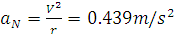 a_N = V²/r = 0.439m/s²